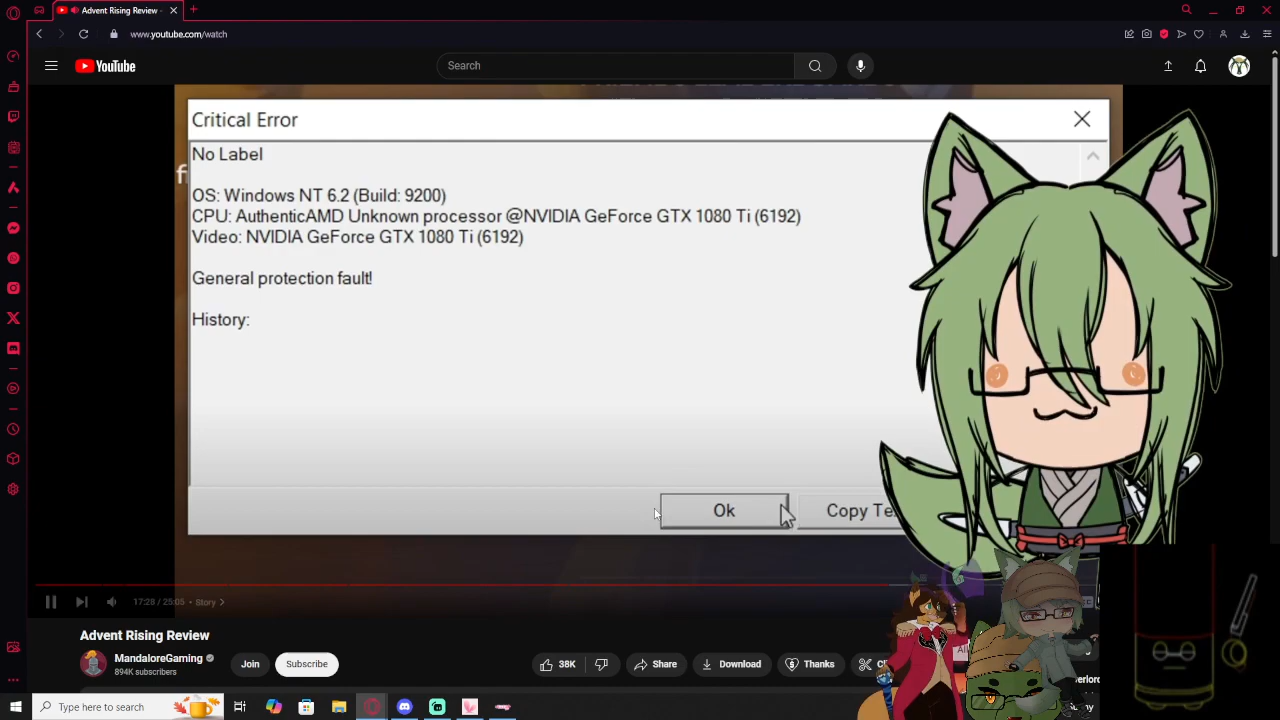 Advent Rising Review -
www.youtube.com/watch
YouTube
Search
Critical Error
No Label
OS: Windows NT 6.2 (Build: 9200)
CPU: AuthenticAMD Unknown processor @NVIDIA GeForce GTX 1080 Ti (6192)
Video: NVIDIA GeForce GTX 1080 Ti (6192)
General protection fault!
History:
Ok
Copy Te
17:28 / 25:05 • Story
Advent Rising Review
MandaloreGaming
894K subscribers
Join
Subscribe
38K
Share
Download
Thanks
Type here to search